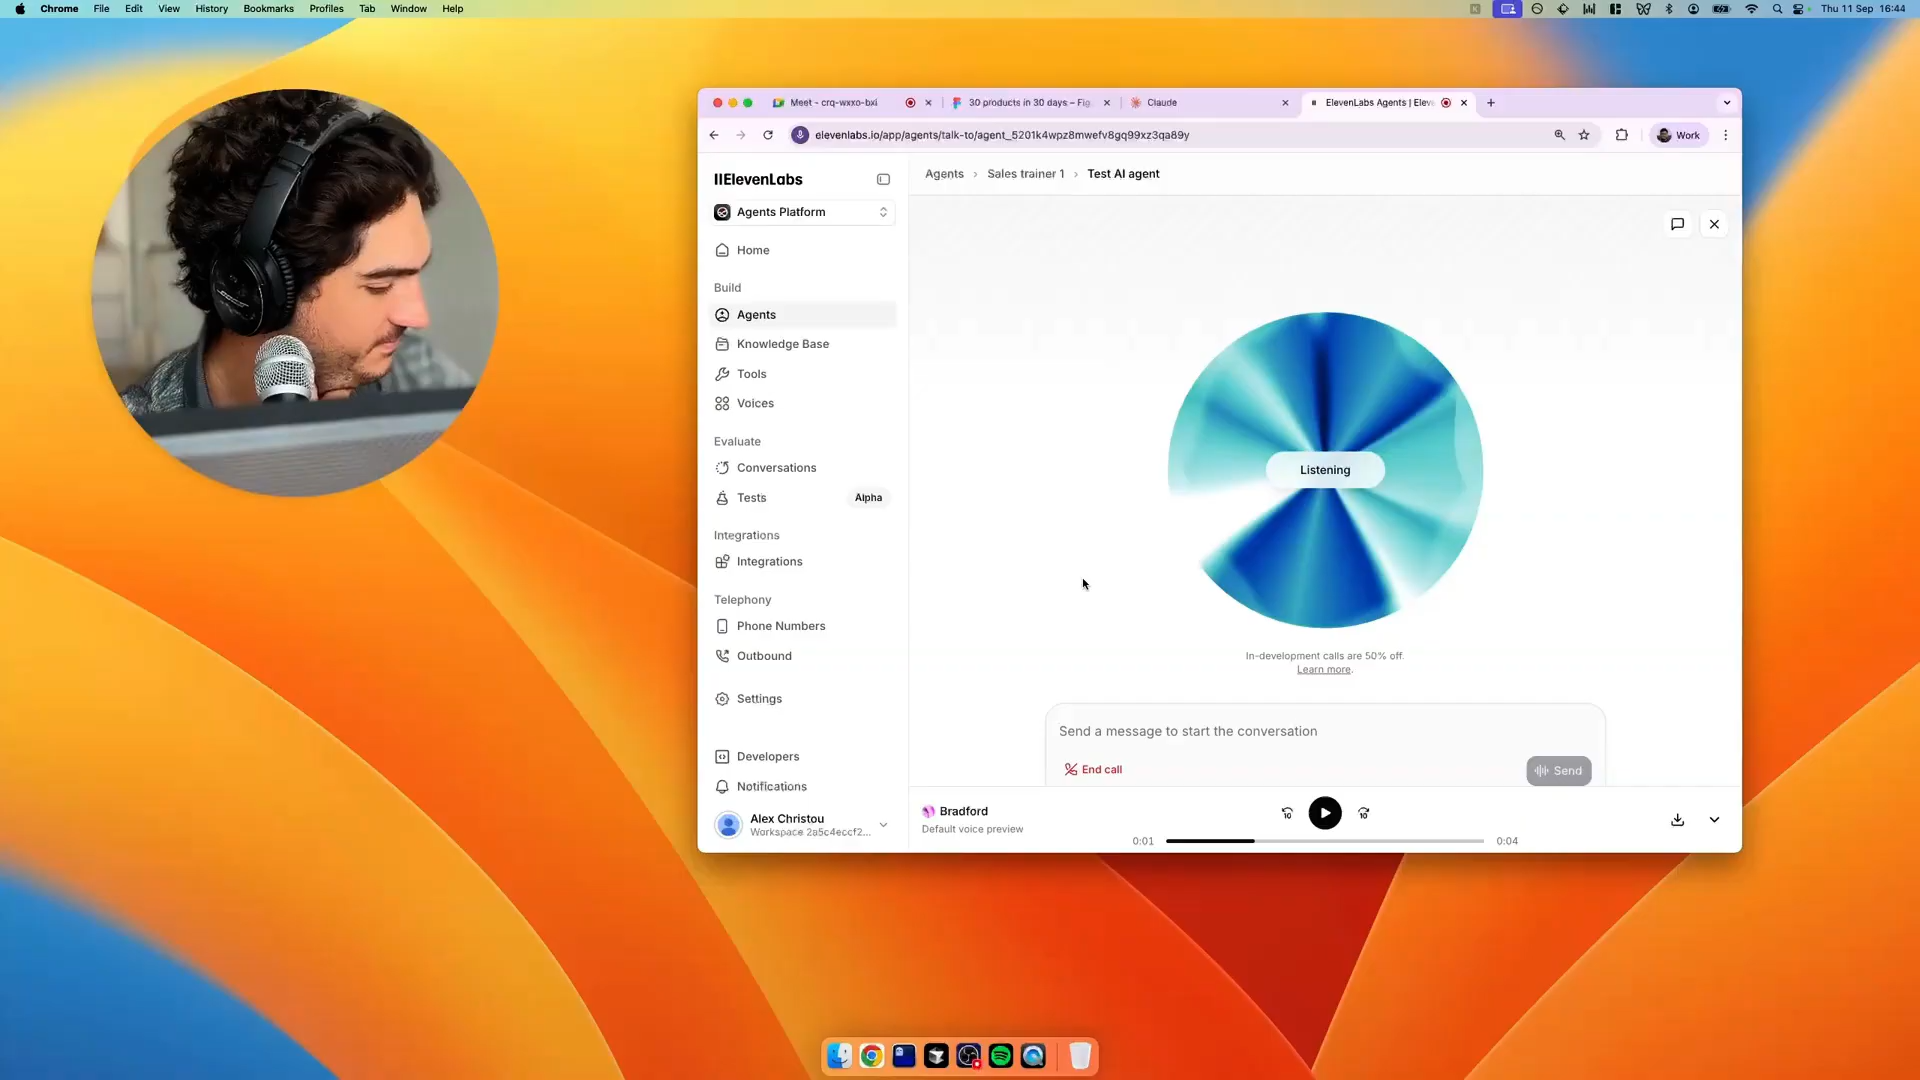 Chrome File Edit View History Bookmarks Profiles Tab Window Help
Thu 11 Sep 16:44
Meet - crq-wxxo-bxi
30 products in 30 days – Fig
Claude
ElevenLabs Agents | Eleve
elevenlabs.io/app/agents/talk-to/agent_5201k4wpz8mwefv8gq99xz3qa89y
Work
IIElevenLabs
Agents Platform
Home
Build
Agents
Knowledge Base
Tools
Voices
Evaluate
Conversations
Tests
Alpha
Integrations
Integrations
Telephony
Phone Numbers
Outbound
Settings
Developers
Notifications
Alex Christou
Workspace 2a5c4eccf2...
Agents › Sales trainer 1 › Test AI agent
Listening
In-development calls are 50% off.
Learn more.
Send a message to start the conversation
End call
Send
Bradford
Default voice preview
10
10
0:01
0:04